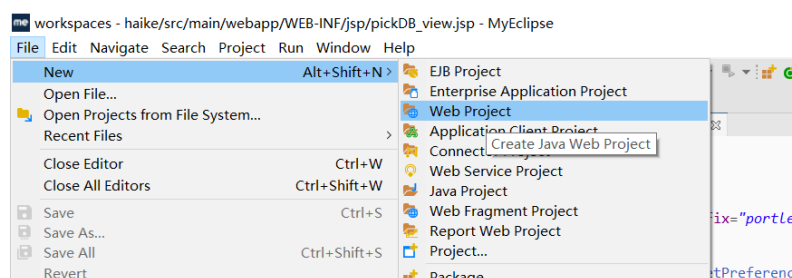 me workspaces - haike/src/main/webapp/WEB-INF/jsp/pickDB_view.jsp - MyEclipse
File Edit Navigate Search Project Run Window Help
New Alt+Shift+N >
Open File...
Open Projects from File System...
Recent Files >
Close Editor Ctrl+W
Close All Editors Ctrl+Shift+W
Save Ctrl+S
Save As...
Save All Ctrl+Shift+S
Revert
EJB Project
Enterprise Application Project
Web Project
Application Client Project
Create Java Web Project
Web Service Project
Java Project
Web Fragment Project
Report Web Project
Project...
Package
ix="portle
tPreferenc